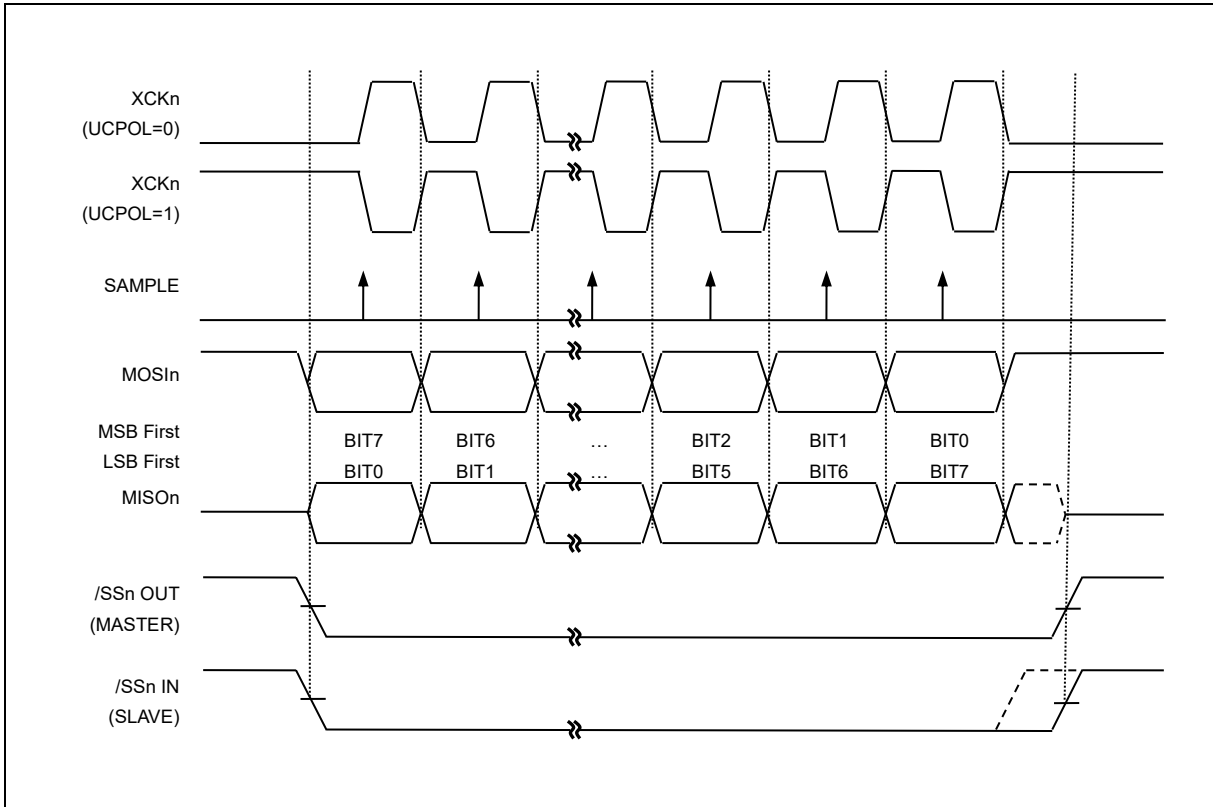 XCKn
(UCPOL=0)
XCKn
(UCPOL=1)
SAMPLE
MOSIn
MSB First BIT7 BIT6 … BIT2 BIT1 BIT0
LSB First BIT0 BIT1 … BIT5 BIT6 BIT7
MISOn
/SSn OUT
(MASTER)
/SSn IN
(SLAVE)